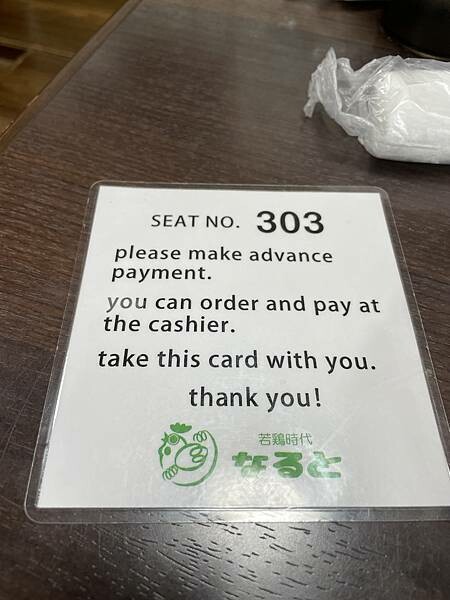 SEAT NO. 303
please make advance
payment.
you can order and pay at
the cashier.
take this card with you.
thank you!
若鶏時代
なると